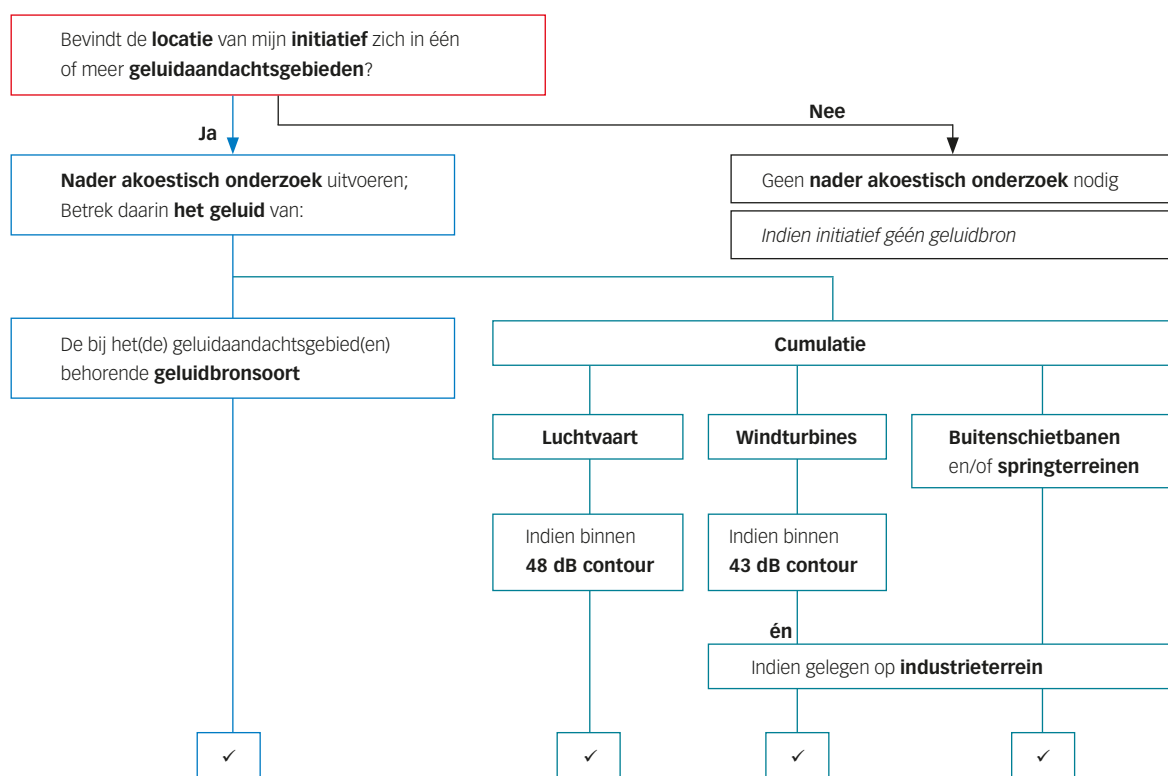 Bevindt de locatie van mijn initiatief zich in één
of meer geluidaandachtsgebieden?
Ja
Nee
Nader akoestisch onderzoek uitvoeren;
Betrek daarin het geluid van:
Geen nader akoestisch onderzoek nodig
Indien initiatief géén geluidbron
De bij het(de) geluidaandachtsgebied(en)
behorende geluidbronsoort
Cumulatie
Luchtvaart
Windturbines
Buitenschietbanen
en/of springterreinen
Indien binnen
48 dB contour
Indien binnen
43 dB contour
én
Indien gelegen op industrieterrein
✓
✓
✓
✓